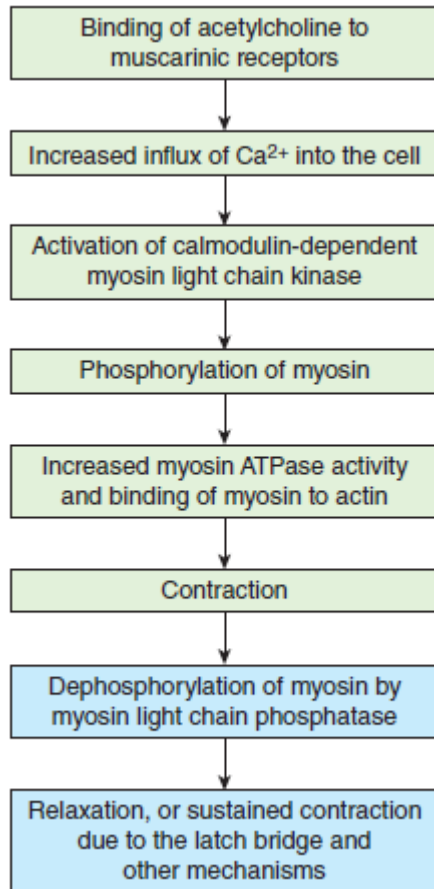 Binding of acetylcholine to
muscarinic receptors
Increased influx of Ca²⁺ into the cell
Activation of calmodulin-dependent
myosin light chain kinase
Phosphorylation of myosin
Increased myosin ATPase activity
and binding of myosin to actin
Contraction
Dephosphorylation of myosin by
myosin light chain phosphatase
Relaxation, or sustained contraction
due to the latch bridge and
other mechanisms